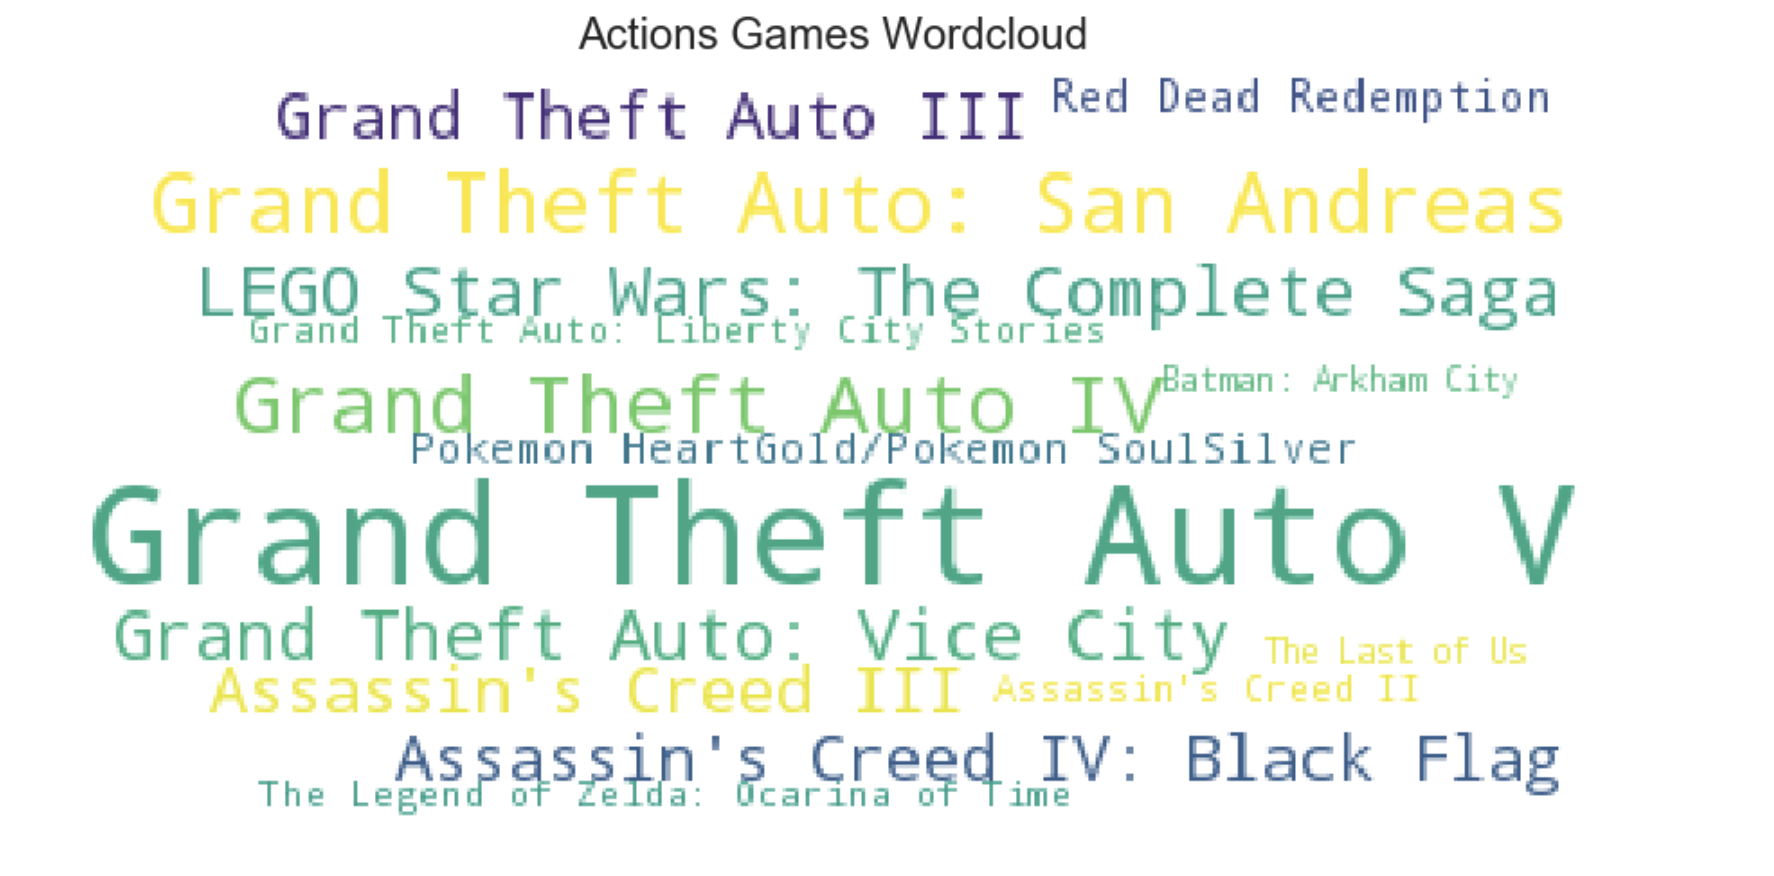 Actions Games Wordcloud
Grand Theft Auto III
Red Dead Redemption
Grand Theft Auto: San Andreas
LEGO Star Wars: The Complete Saga
Grand Theft Auto: Liberty City Stories
Batman: Arkham City
Grand Theft Auto IV
Pokemon HeartGold/Pokemon SoulSilver
Grand Theft Auto V
Grand Theft Auto: Vice City
The Last of Us
Assassin's Creed III
Assassin's Creed II
Assassin's Creed IV: Black Flag
The Legend of Zelda: Ocarina of Time